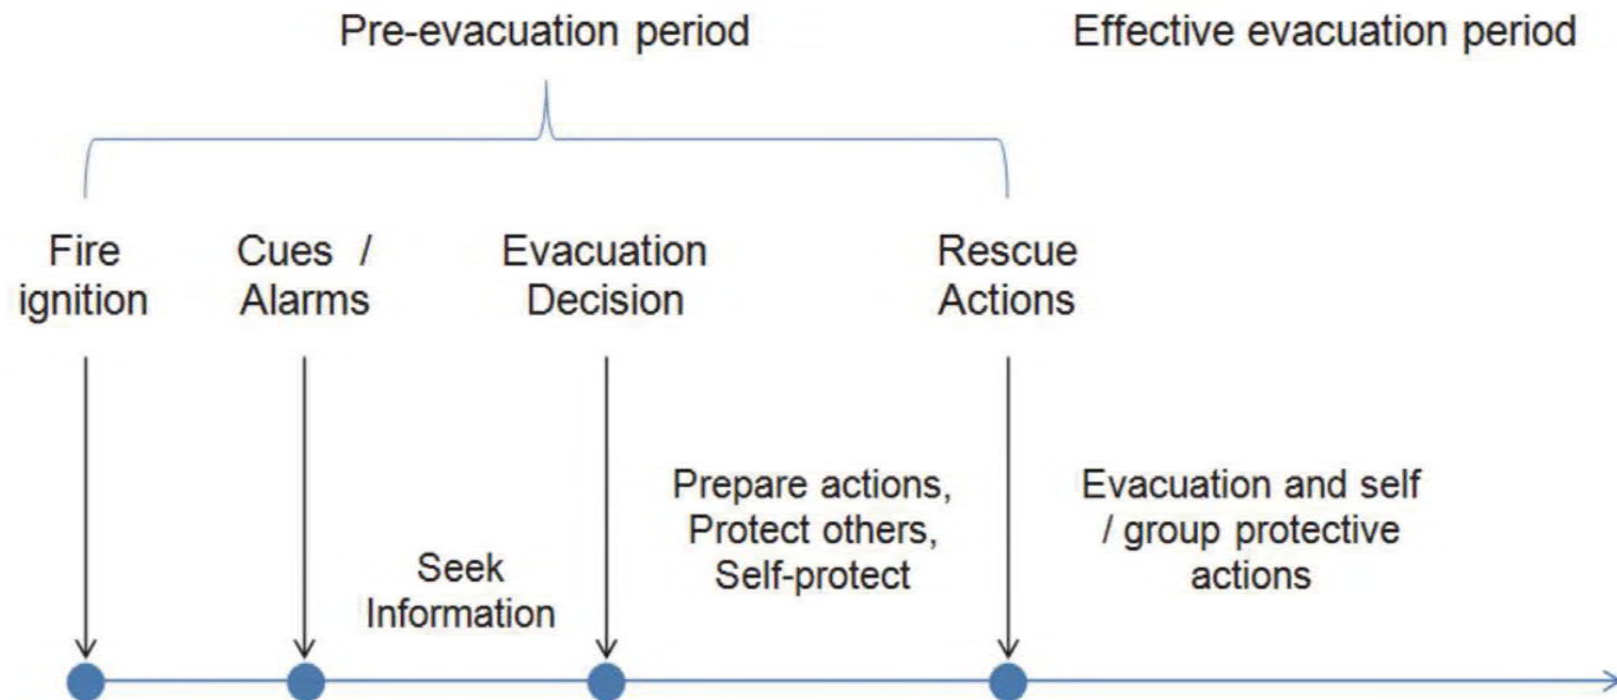 Pre-evacuation period
Effective evacuation period
Fire
ignition
Cues /
Alarms
Evacuation
Decision
Rescue
Actions
Seek
Information
Prepare actions,
Protect others,
Self-protect
Evacuation and self
/ group protective
actions